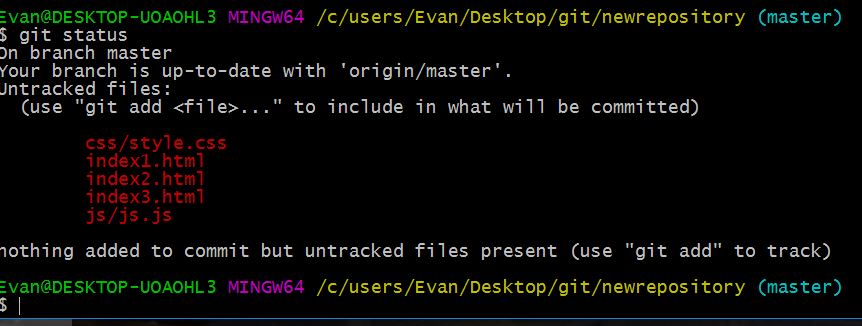 Evan@DESKTOP-UOAOHL3 MINGW64 /c/users/Evan/Desktop/git/newrepository (master)
$ git status
On branch master
Your branch is up-to-date with 'origin/master'.
Untracked files:
  (use "git add <file>..." to include in what will be committed)

        css/style.css
        index1.html
        index2.html
        index3.html
        js/js.js

nothing added to commit but untracked files present (use "git add" to track)

Evan@DESKTOP-UOAOHL3 MINGW64 /c/users/Evan/Desktop/git/newrepository (master)
$